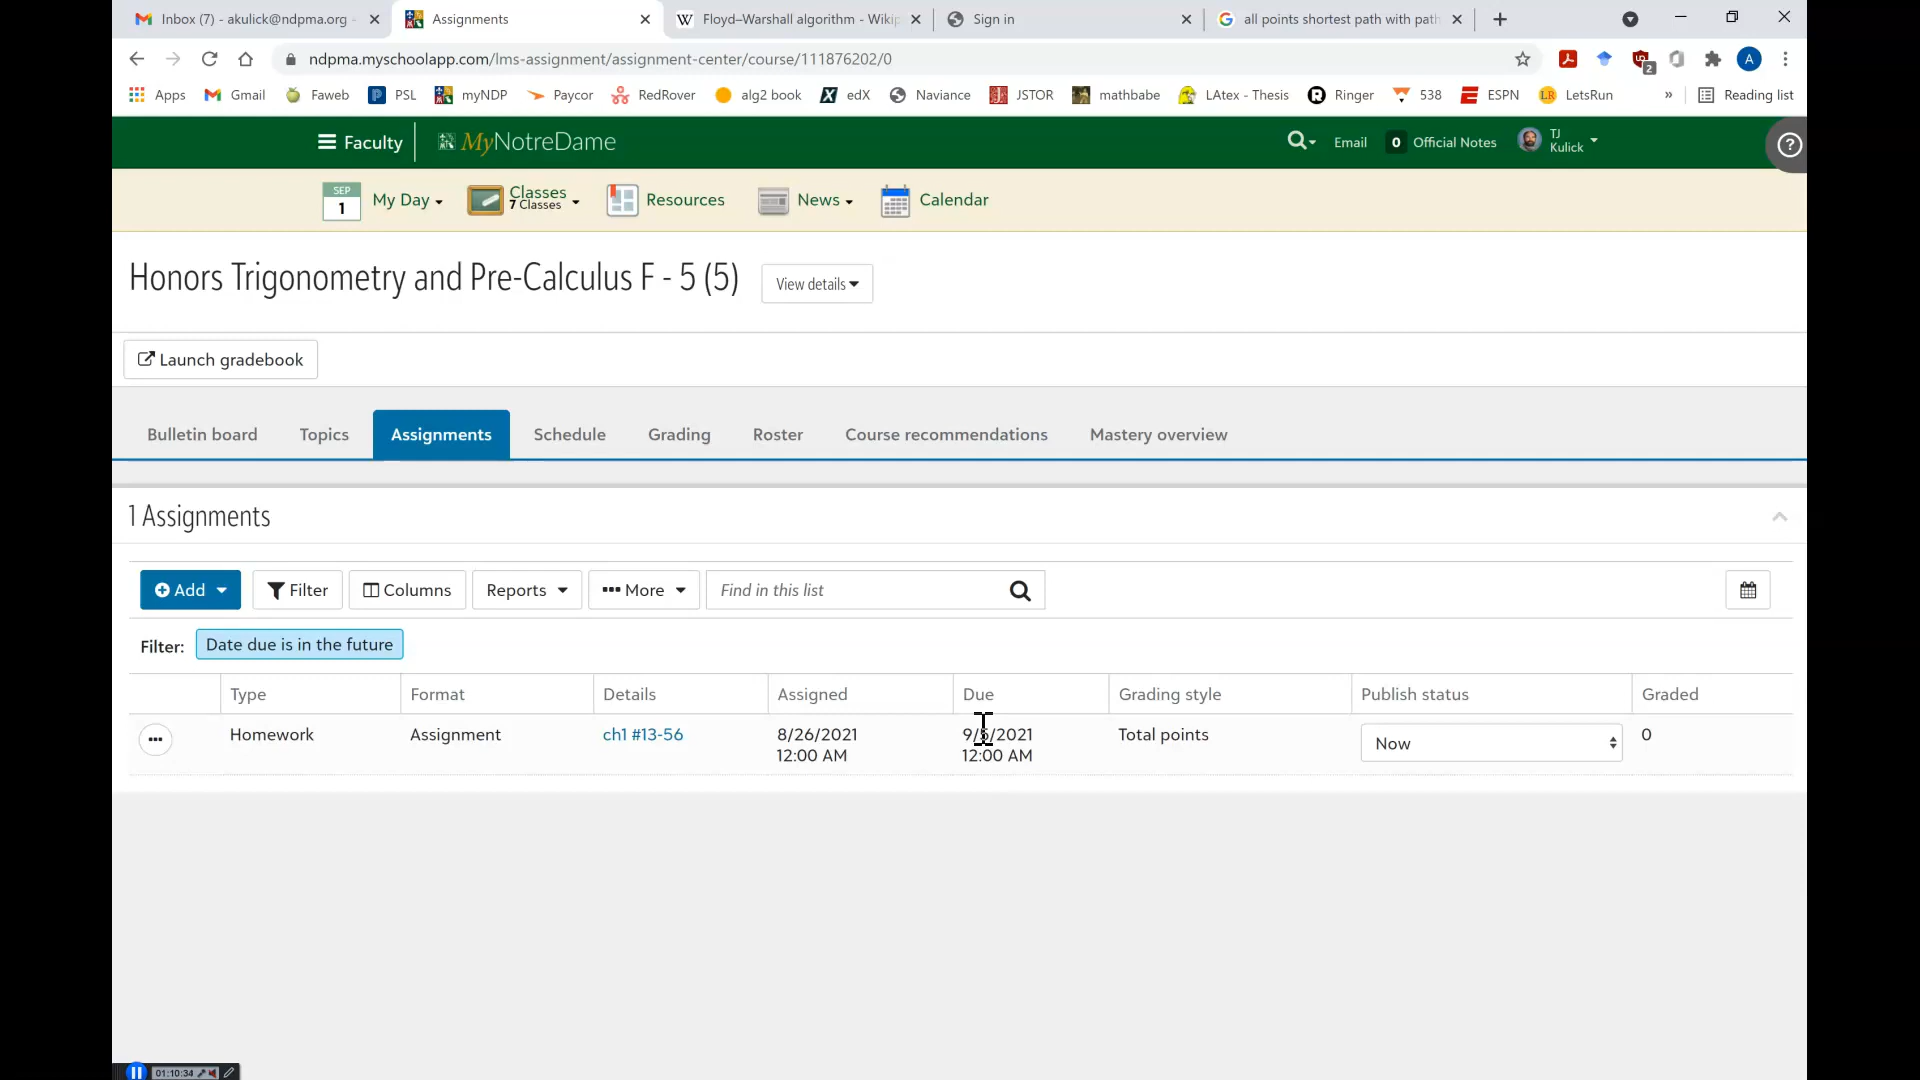 Inbox (7) - akulick@ndpma.org - Assignments Floyd–Warshall algorithm - Wikip Sign in all points shortest path with path
ndpma.myschoolapp.com/lms-assignment/assignment-center/course/111876202/0 2 A
Apps Gmail Faweb PSL myNDP Paycor RedRover alg2 book edX Naviance JSTOR mathbabe LAtex - Thesis Ringer 538 ESPN LetsRun » Reading list
Faculty MyNotreDame Email 0 Official Notes TJ Kulick
SEP 1 My Day Classes 7 Classes Resources News Calendar
Honors Trigonometry and Pre-Calculus F - 5 (5) View details
Launch gradebook
Bulletin board Topics Assignments Schedule Grading Roster Course recommendations Mastery overview
1 Assignments
Add Filter Columns Reports More Find in this list
Filter: Date due is in the future
Type Format Details Assigned Due Grading style Publish status Graded
Homework Assignment ch1 #13-56 8/26/2021 9/5/2021 Total points Now 0
12:00 AM 12:00 AM
01:10:34